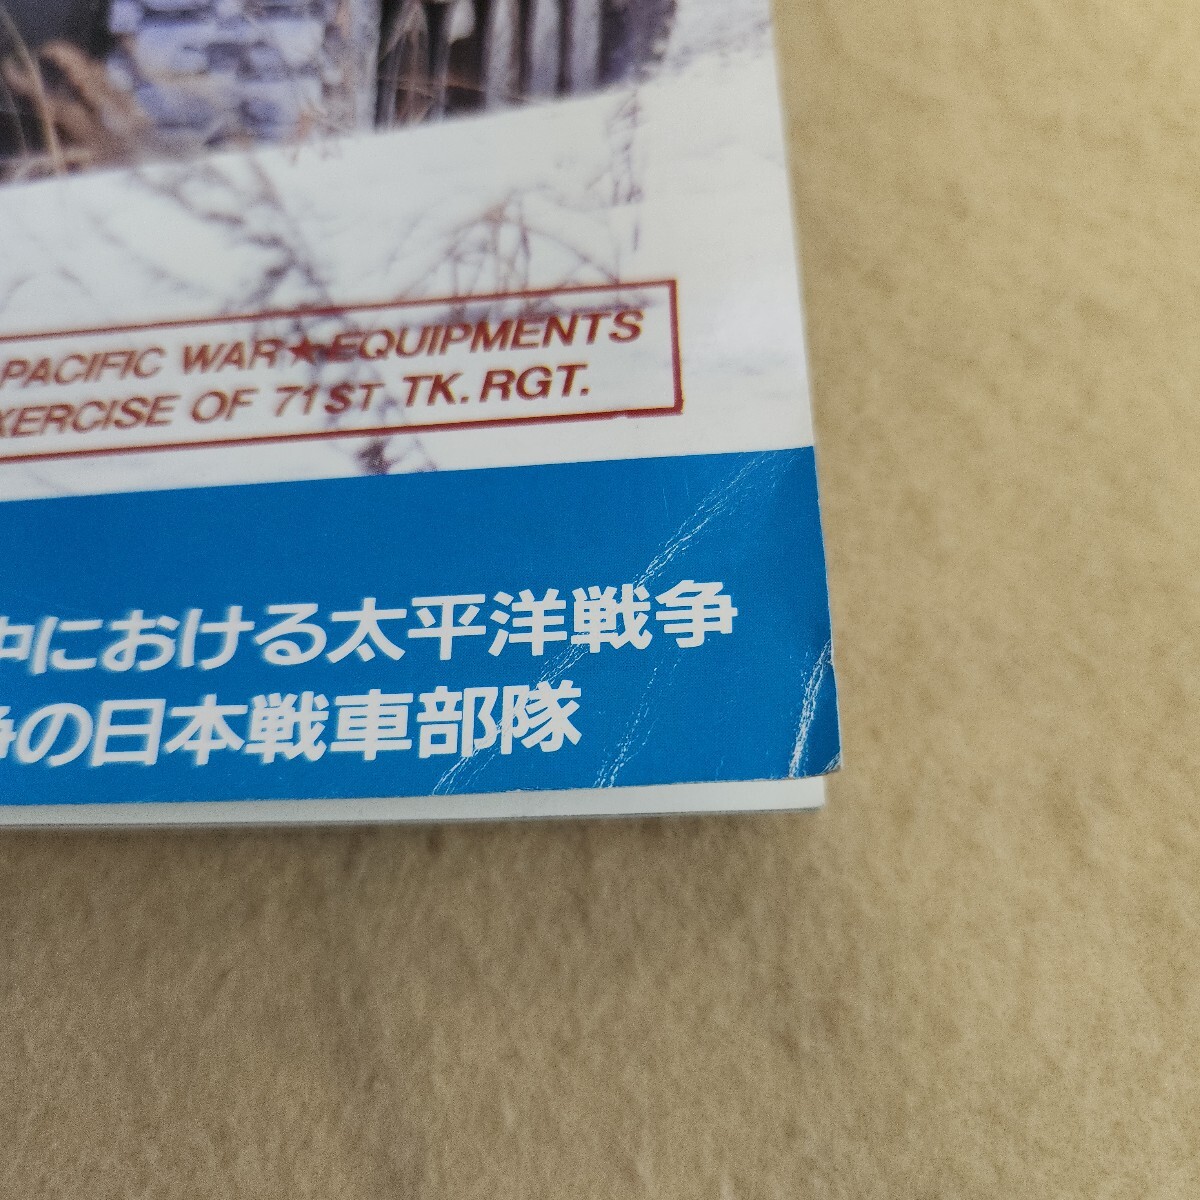 PACIFIC WAR★EQUIPMENTS
XERCISE OF 71ST TK. RGT.
中における太平洋戦争
争の日本戦車部隊